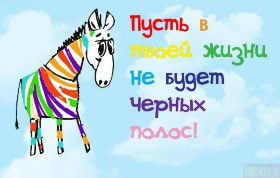 Пусть в
твоей жизни
не будет
черных
полос!